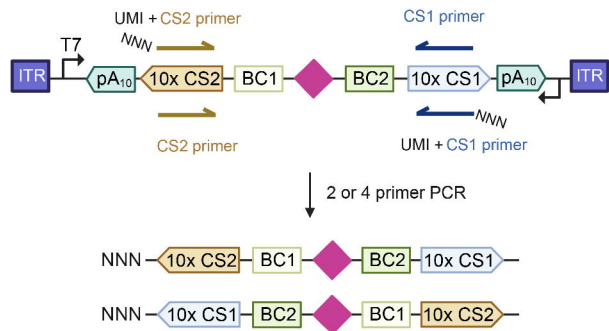 UMI + CS2 primer
CS1 primer
NNN
T7
ITR
pA10
10x CS2
BC1
BC2
10x CS1
pA10
ITR
NNN
CS2 primer
UMI + CS1 primer
2 or 4 primer PCR
NNN 10x CS2 BC1 BC2 10x CS1
NNN 10x CS1 BC2 BC1 10x CS2